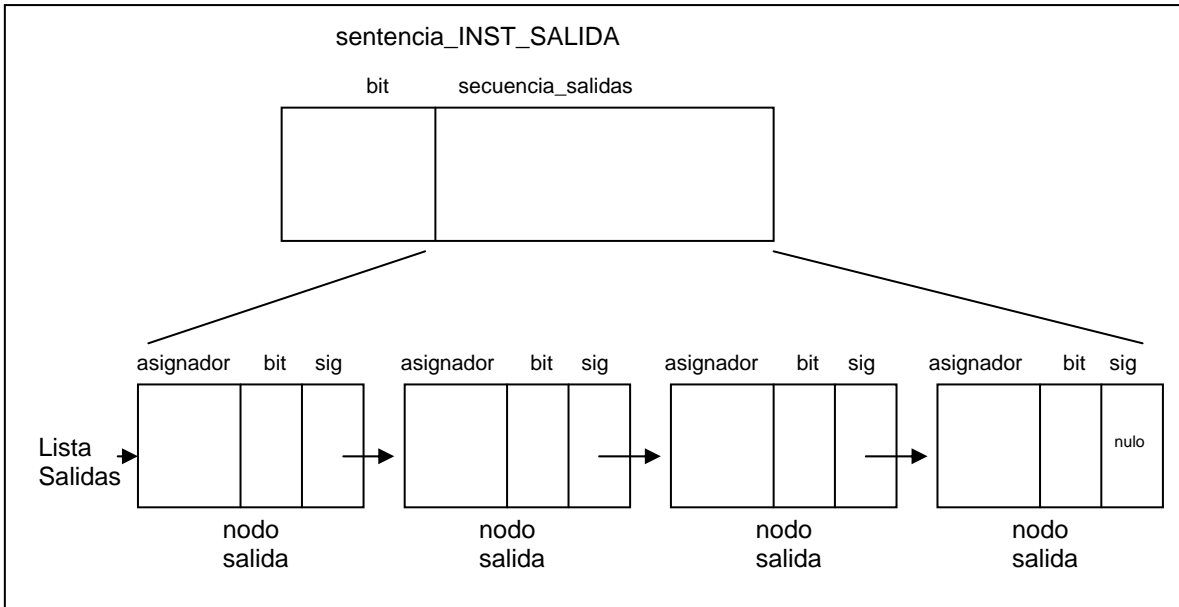 sentencia_INST_SALIDA
bit secuencia_salidas
asignador bit sig asignador bit sig asignador bit sig asignador bit sig
Lista
Salidas
nulo
nodo
salida
nodo
salida
nodo
salida
nodo
salida